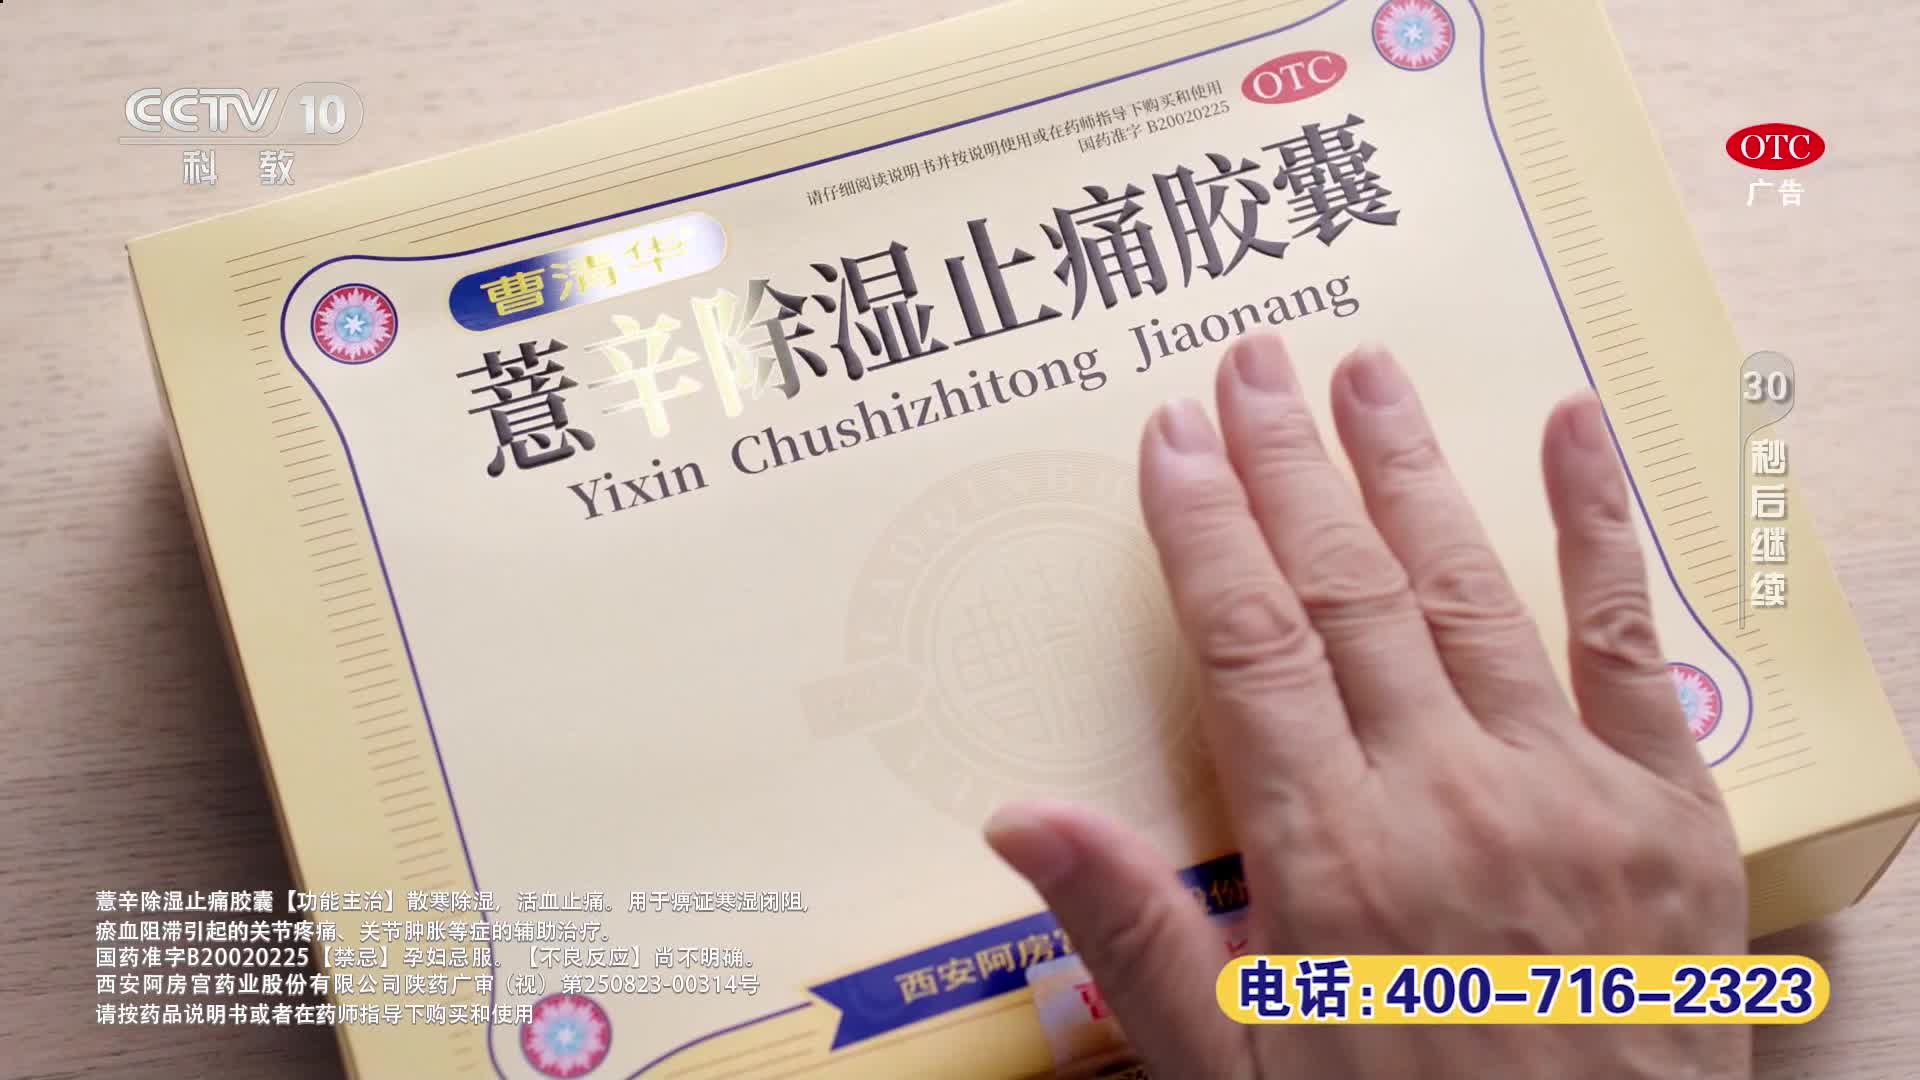 CCTV 10
科教
OTC
广告
30
秒后继续
OTC
请仔细阅读说明书并按说明使用或在药师指导下购买和使用
国药准字 B20020225
曹清华
薏辛除湿止痛胶囊
Yixin Chushizhitong Jiaonang
西安阿房宫
薏辛除湿止痛胶囊【功能主治】散寒除湿，活血止痛。用于痹证寒湿闭阻，
瘀血阻滞引起的关节疼痛、关节肿胀等症的辅助治疗。
国药准字B20020225【禁忌】孕妇忌服。【不良反应】尚不明确。
西安阿房宫药业股份有限公司陕药广审（视）第250823-00314号
请按药品说明书或者在药师指导下购买和使用
电话:400-716-2323